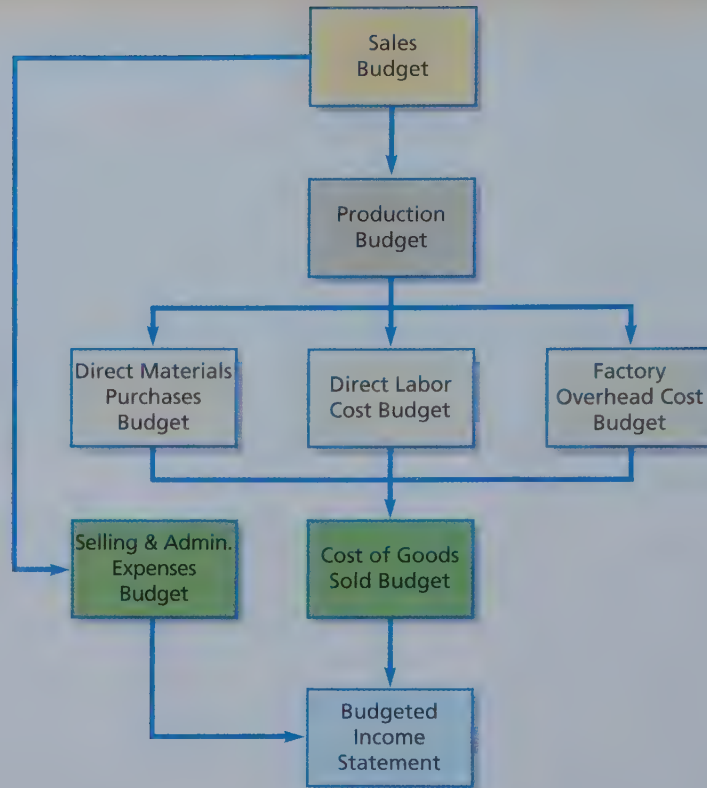 Sales
Budget
Production
Budget
Direct Materials
Purchases
Budget
Direct Labor
Cost Budget
Factory
Overhead Cost
Budget
Selling & Admin.
Expenses
Budget
Cost of Goods
Sold Budget
Budgeted
Income
Statement